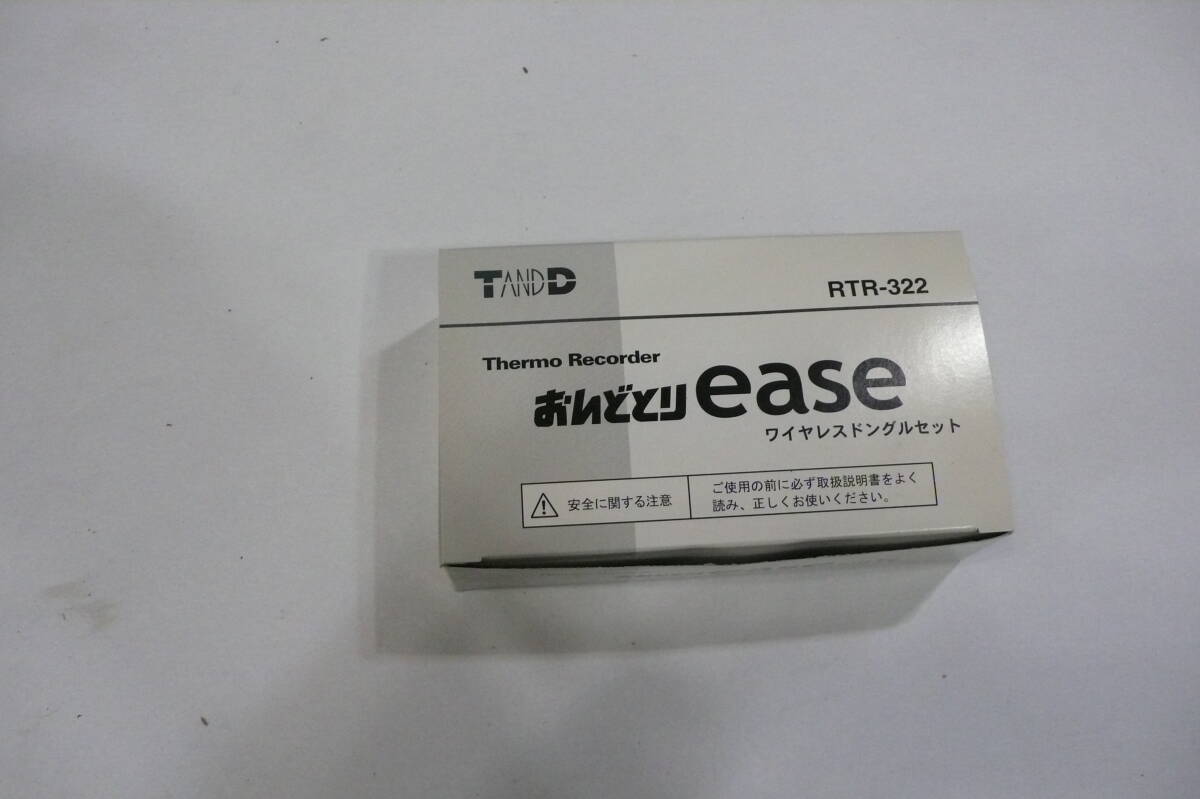 TANDD
RTR-322
Thermo Recorder
おんどとり ease
ワイヤレスドングルセット
安全に関する注意
ご使用の前に必ず取扱説明書をよく
読み、正しくお使いください。